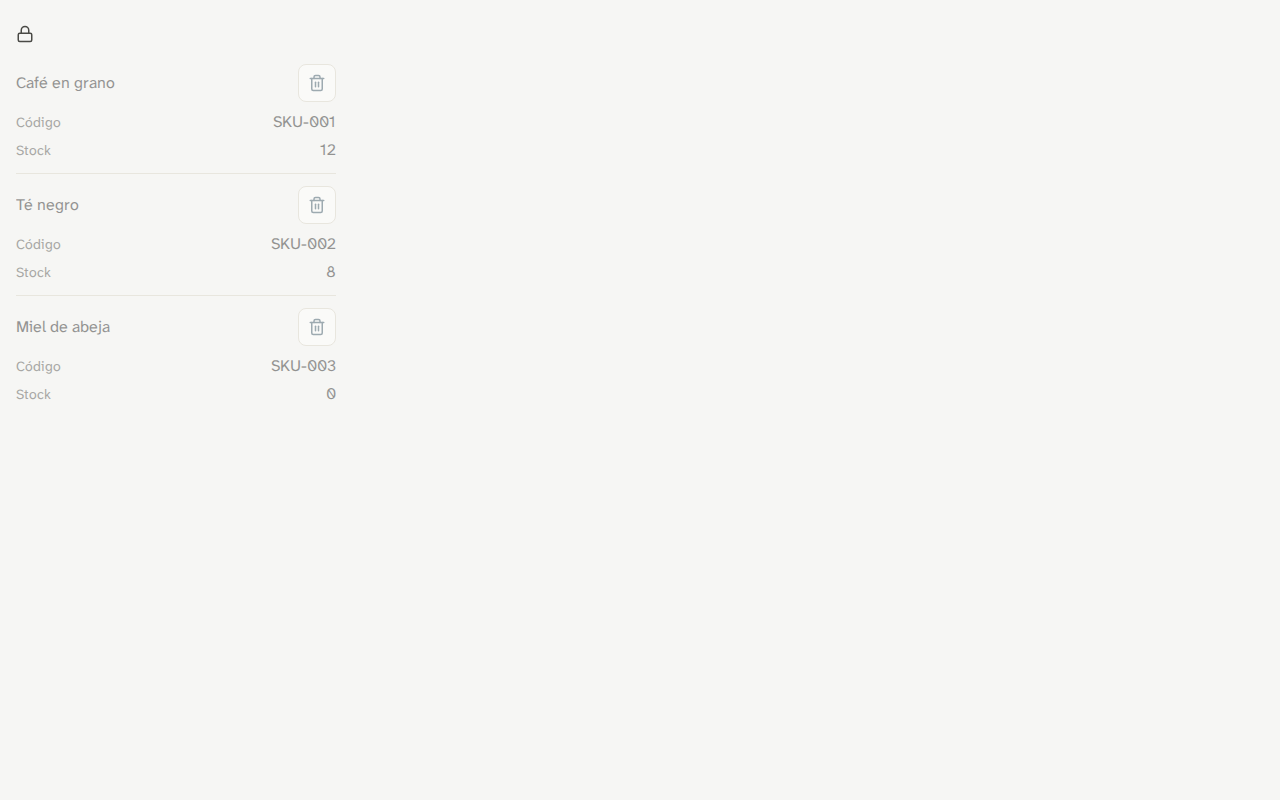 Café en grano
Código SKU-001
Stock 12
Té negro
Código SKU-002
Stock 8
Miel de abeja
Código SKU-003
Stock 0